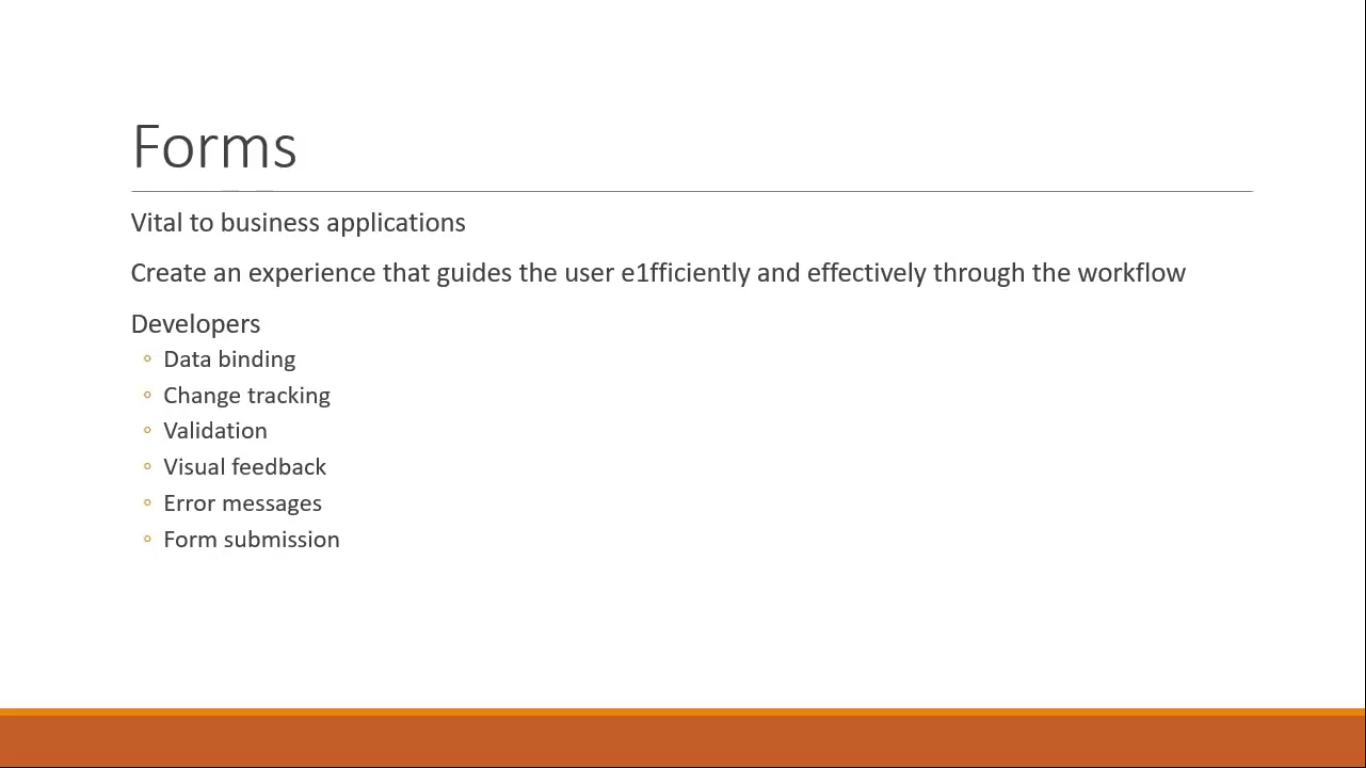 Forms
Vital to business applications
Create an experience that guides the user e1fficiently and effectively through the workflow
Developers
Data binding
Change tracking
Validation
Visual feedback
Error messages
Form submission